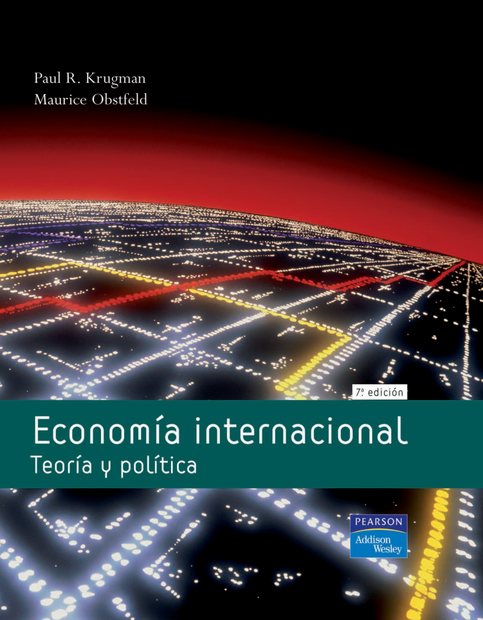 Paul R. Krugman
Maurice Obstfeld
7ª edición
Economía internacional
Teoría y política
PEARSON
Addison
Wesley